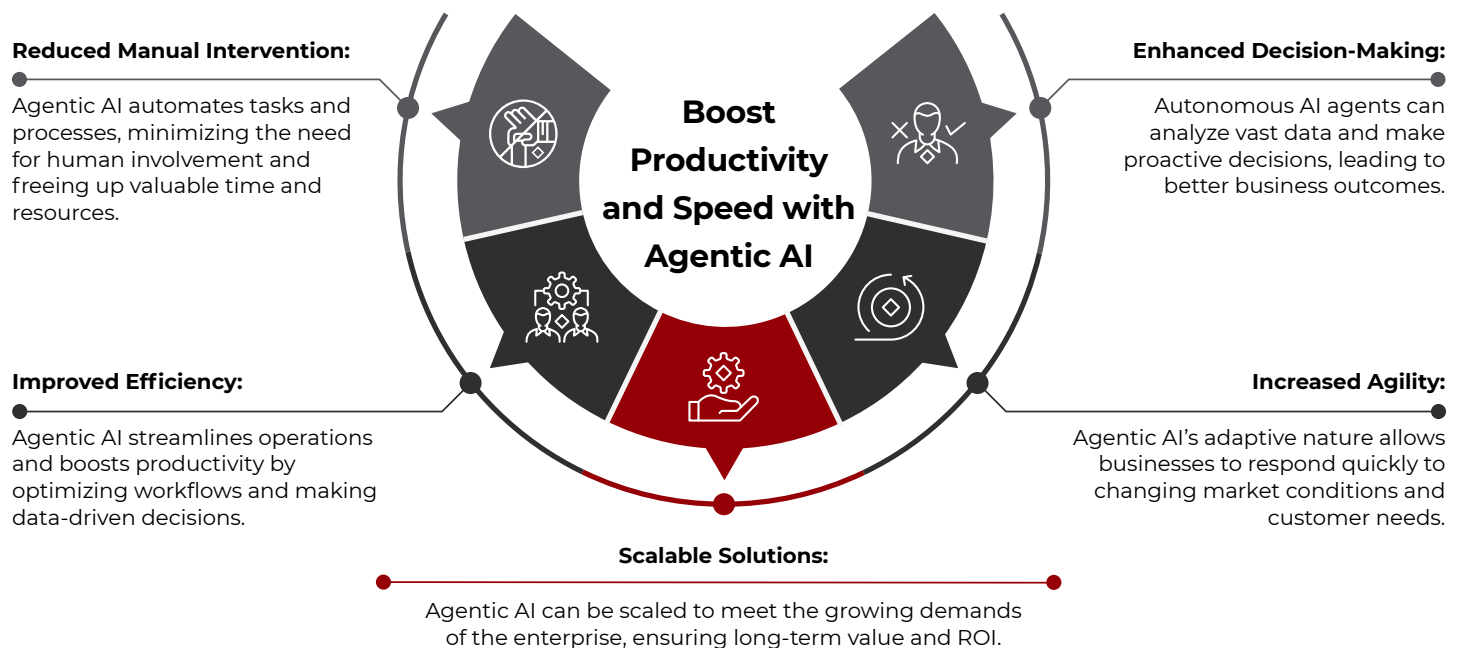 Boost
Productivity
and Speed with
Agentic AI
Reduced Manual Intervention:
Agentic AI automates tasks and
processes, minimizing the need
for human involvement and
freeing up valuable time and
resources.
Improved Efficiency:
Agentic AI streamlines operations
and boosts productivity by
optimizing workflows and making
data-driven decisions.
Scalable Solutions:
Agentic AI can be scaled to meet the growing demands
of the enterprise, ensuring long-term value and ROI.
Enhanced Decision-Making:
Autonomous AI agents can
analyze vast data and make
proactive decisions, leading to
better business outcomes.
Increased Agility:
Agentic AI’s adaptive nature allows
businesses to respond quickly to
changing market conditions and
customer needs.